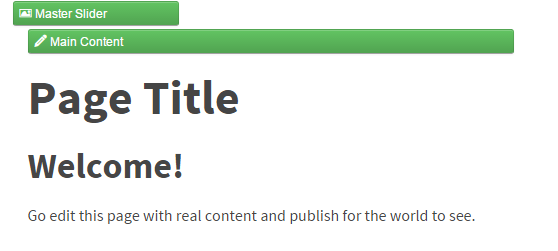 Master Slider
Main Content
Page Title
Welcome!
Go edit this page with real content and publish for the world to see.